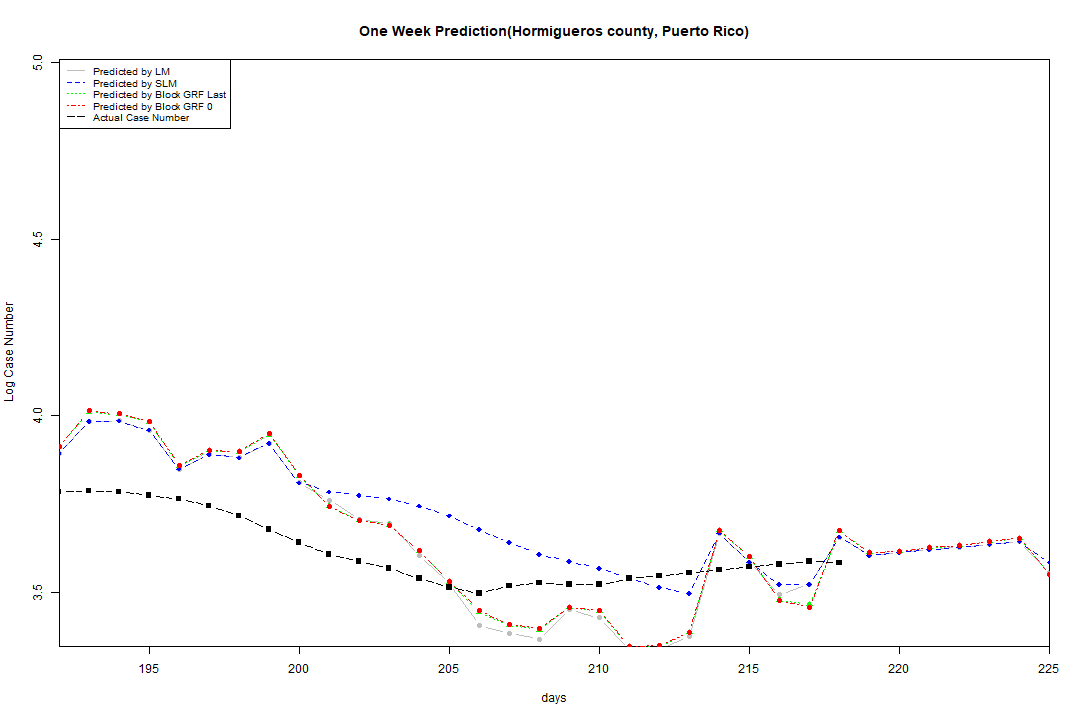 One Week Prediction(Hormigueros county, Puerto Rico)
Predicted by LM
Predicted by SLM
Predicted by Block GRF Last
Predicted by Block GRF 0
Actual Case Number
5.0
4.5
4.0
3.5
Log Case Number
195
200
205
210
215
220
225
days